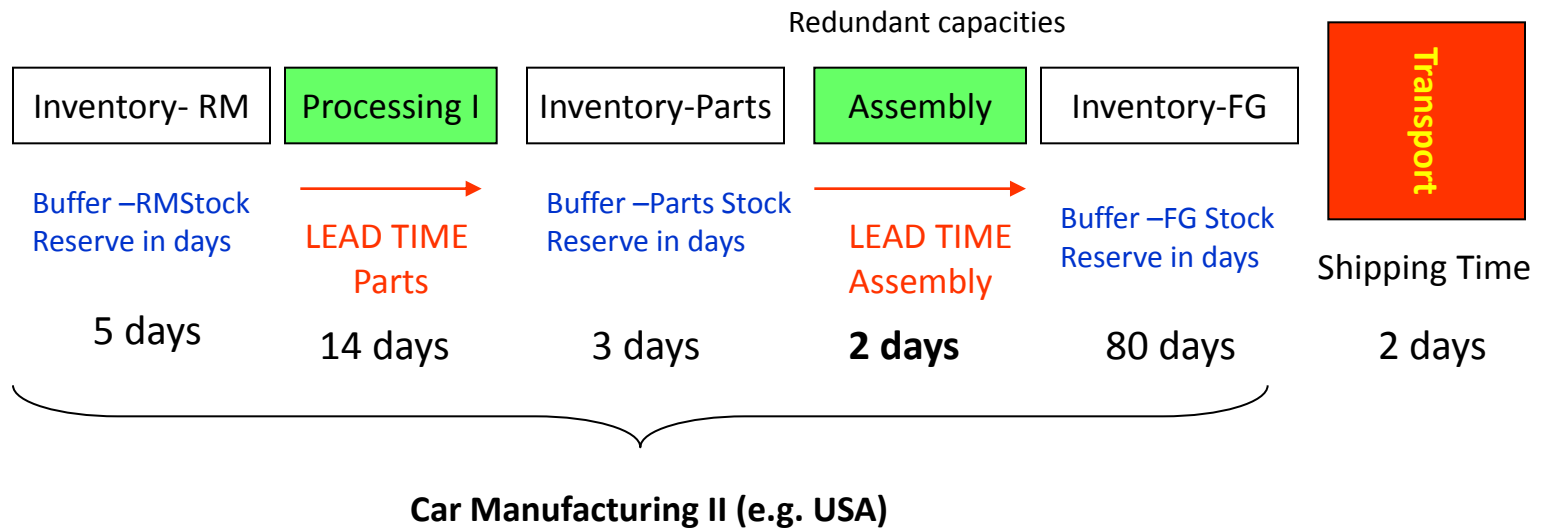 Redundant capacities
Inventory- RM
Processing I
Inventory-Parts
Assembly
Inventory-FG
Transport
Buffer –RMStock
Reserve in days
LEAD TIME
Parts
Buffer –Parts Stock
Reserve in days
LEAD TIME
Assembly
Buffer –FG Stock
Reserve in days
Shipping Time
5 days
14 days
3 days
2 days
80 days
2 days
Car Manufacturing II (e.g. USA)